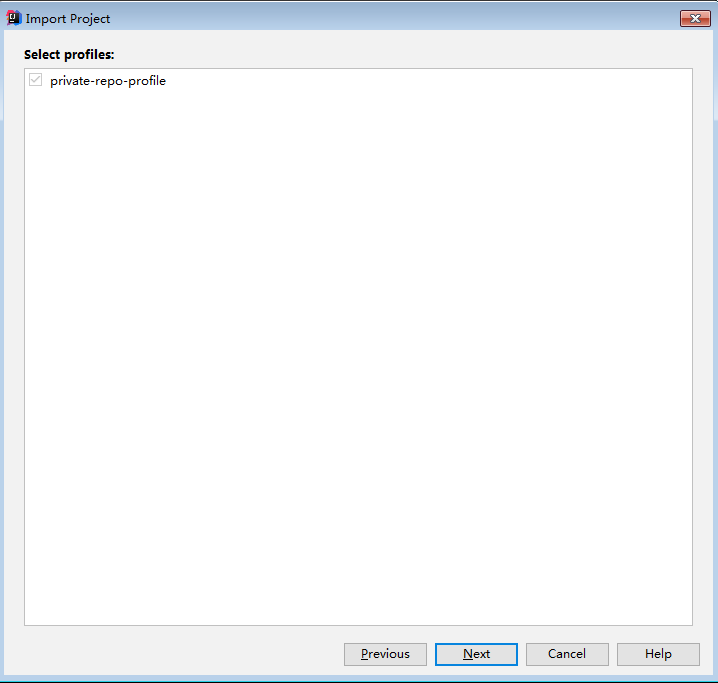 Import Project
Select profiles:
private-repo-profile
Previous
Next
Cancel
Help